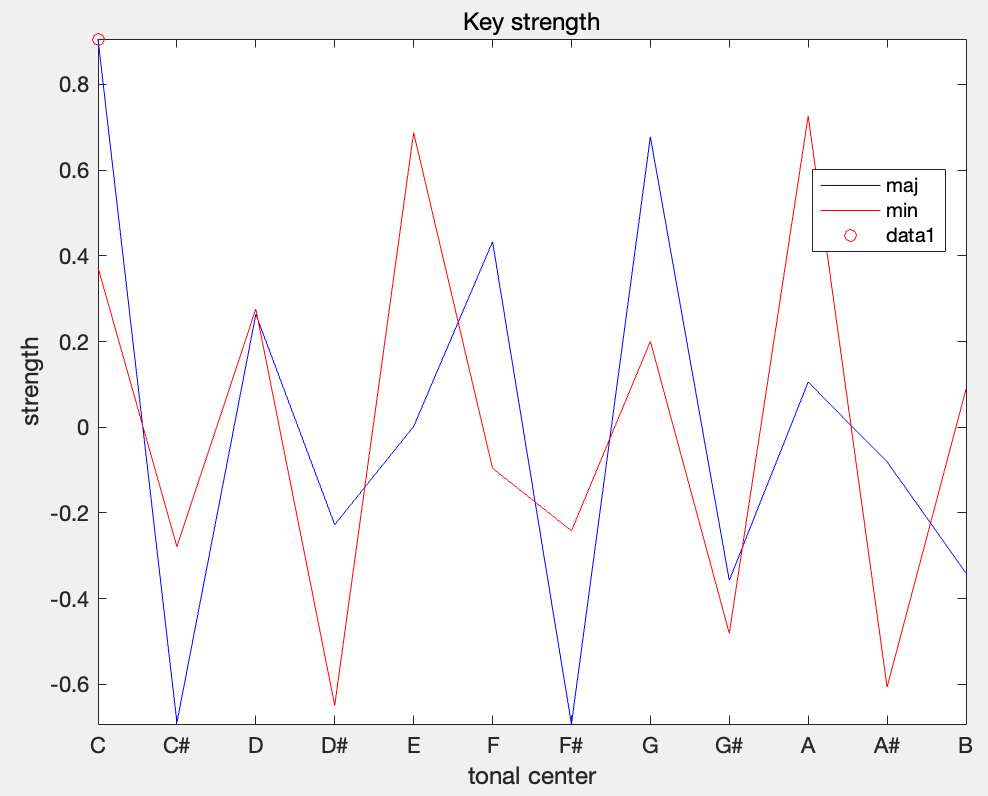 Key strength
0.8
0.6
0.4
0.2
0
-0.2
-0.4
-0.6
strength
maj
min
data1
C C# D D# E F F# G G# A A# B
tonal center